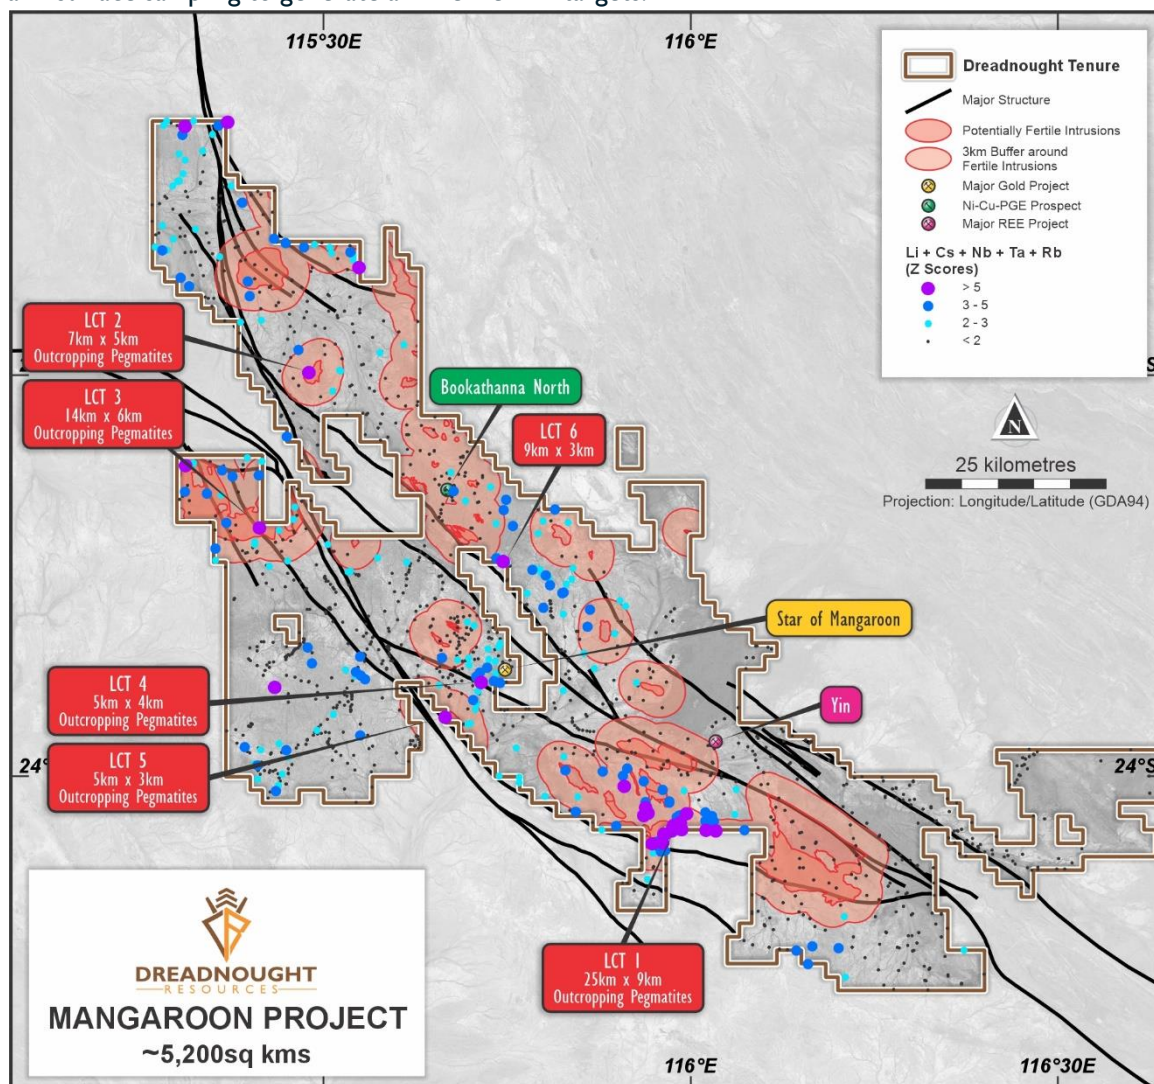 115°30E
116°E
Dreadnought Tenure
Major Structure
Potentially Fertile Intrusions
3km Buffer around
Fertile Intrusions
Major Gold Project
Ni-Cu-PGE Prospect
Major REE Project
Li + Cs + Nb + Ta + Rb
(Z Scores)
> 5
3 - 5
2 - 3
< 2
LCT 2
7km x 5km
Outcropping Pegmatites
LCT 3
14km x 6km
Outcropping Pegmatites
Bookathanna North
LCT 6
9km x 3km
N
25 kilometres
Projection: Longitude/Latitude (GDA94)
Star of Mangaroon
LCT 4
5km x 4km
Outcropping Pegmatites
Yin
LCT 5
5km x 3km
Outcropping Pegmatites
24°
24°S
LCT 1
25km x 9km
Outcropping Pegmatites
DREADNOUGHT
RESOURCES
MANGAROON PROJECT
~5,200sq kms
116°E
116°30E